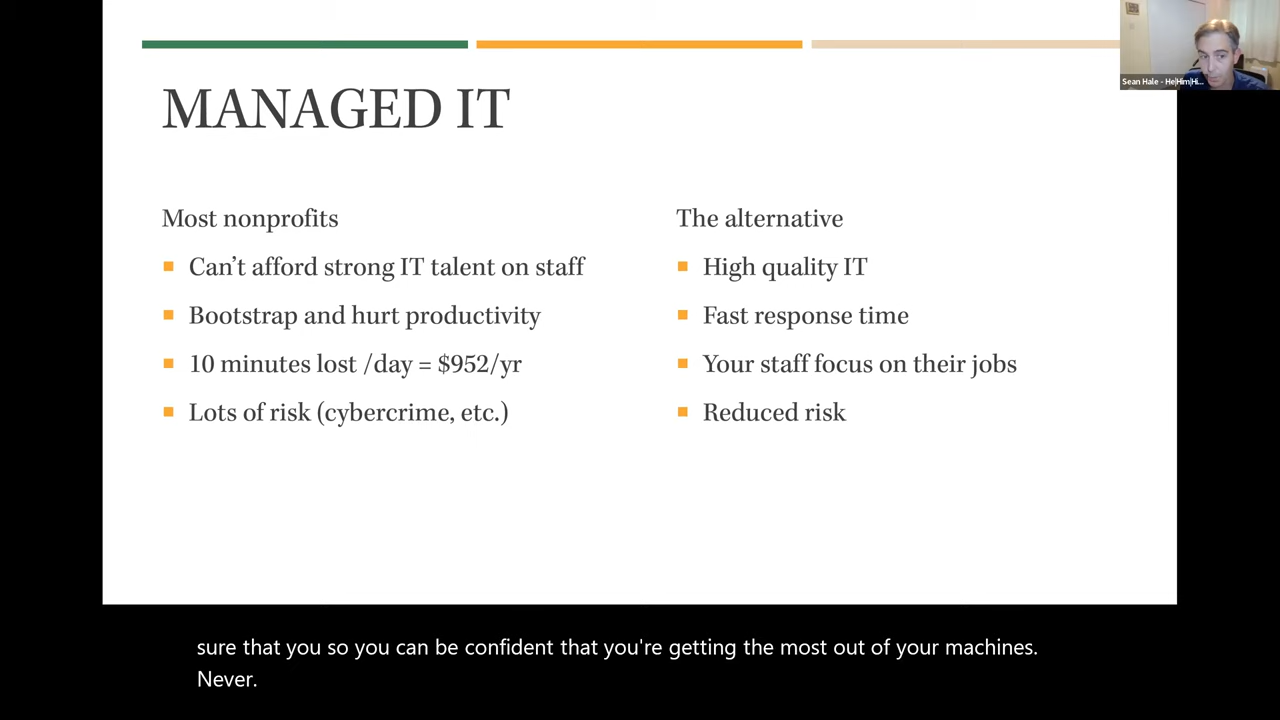 Sean Hale - He|Him|Hi...
MANAGED IT
Most nonprofits
Can’t afford strong IT talent on staff
Bootstrap and hurt productivity
10 minutes lost /day = $952/yr
Lots of risk (cybercrime, etc.)
The alternative
High quality IT
Fast response time
Your staff focus on their jobs
Reduced risk
sure that you so you can be confident that you're getting the most out of your machines.
Never.